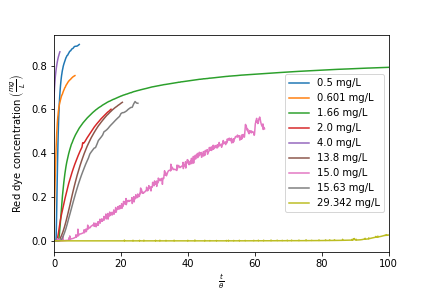 0.8
0.6
0.4
0.2
0.0
Red dye concentration (mg/L)
0 20 40 60 80 100
t/θ
0.5 mg/L
0.601 mg/L
1.66 mg/L
2.0 mg/L
4.0 mg/L
13.8 mg/L
15.0 mg/L
15.63 mg/L
29.342 mg/L